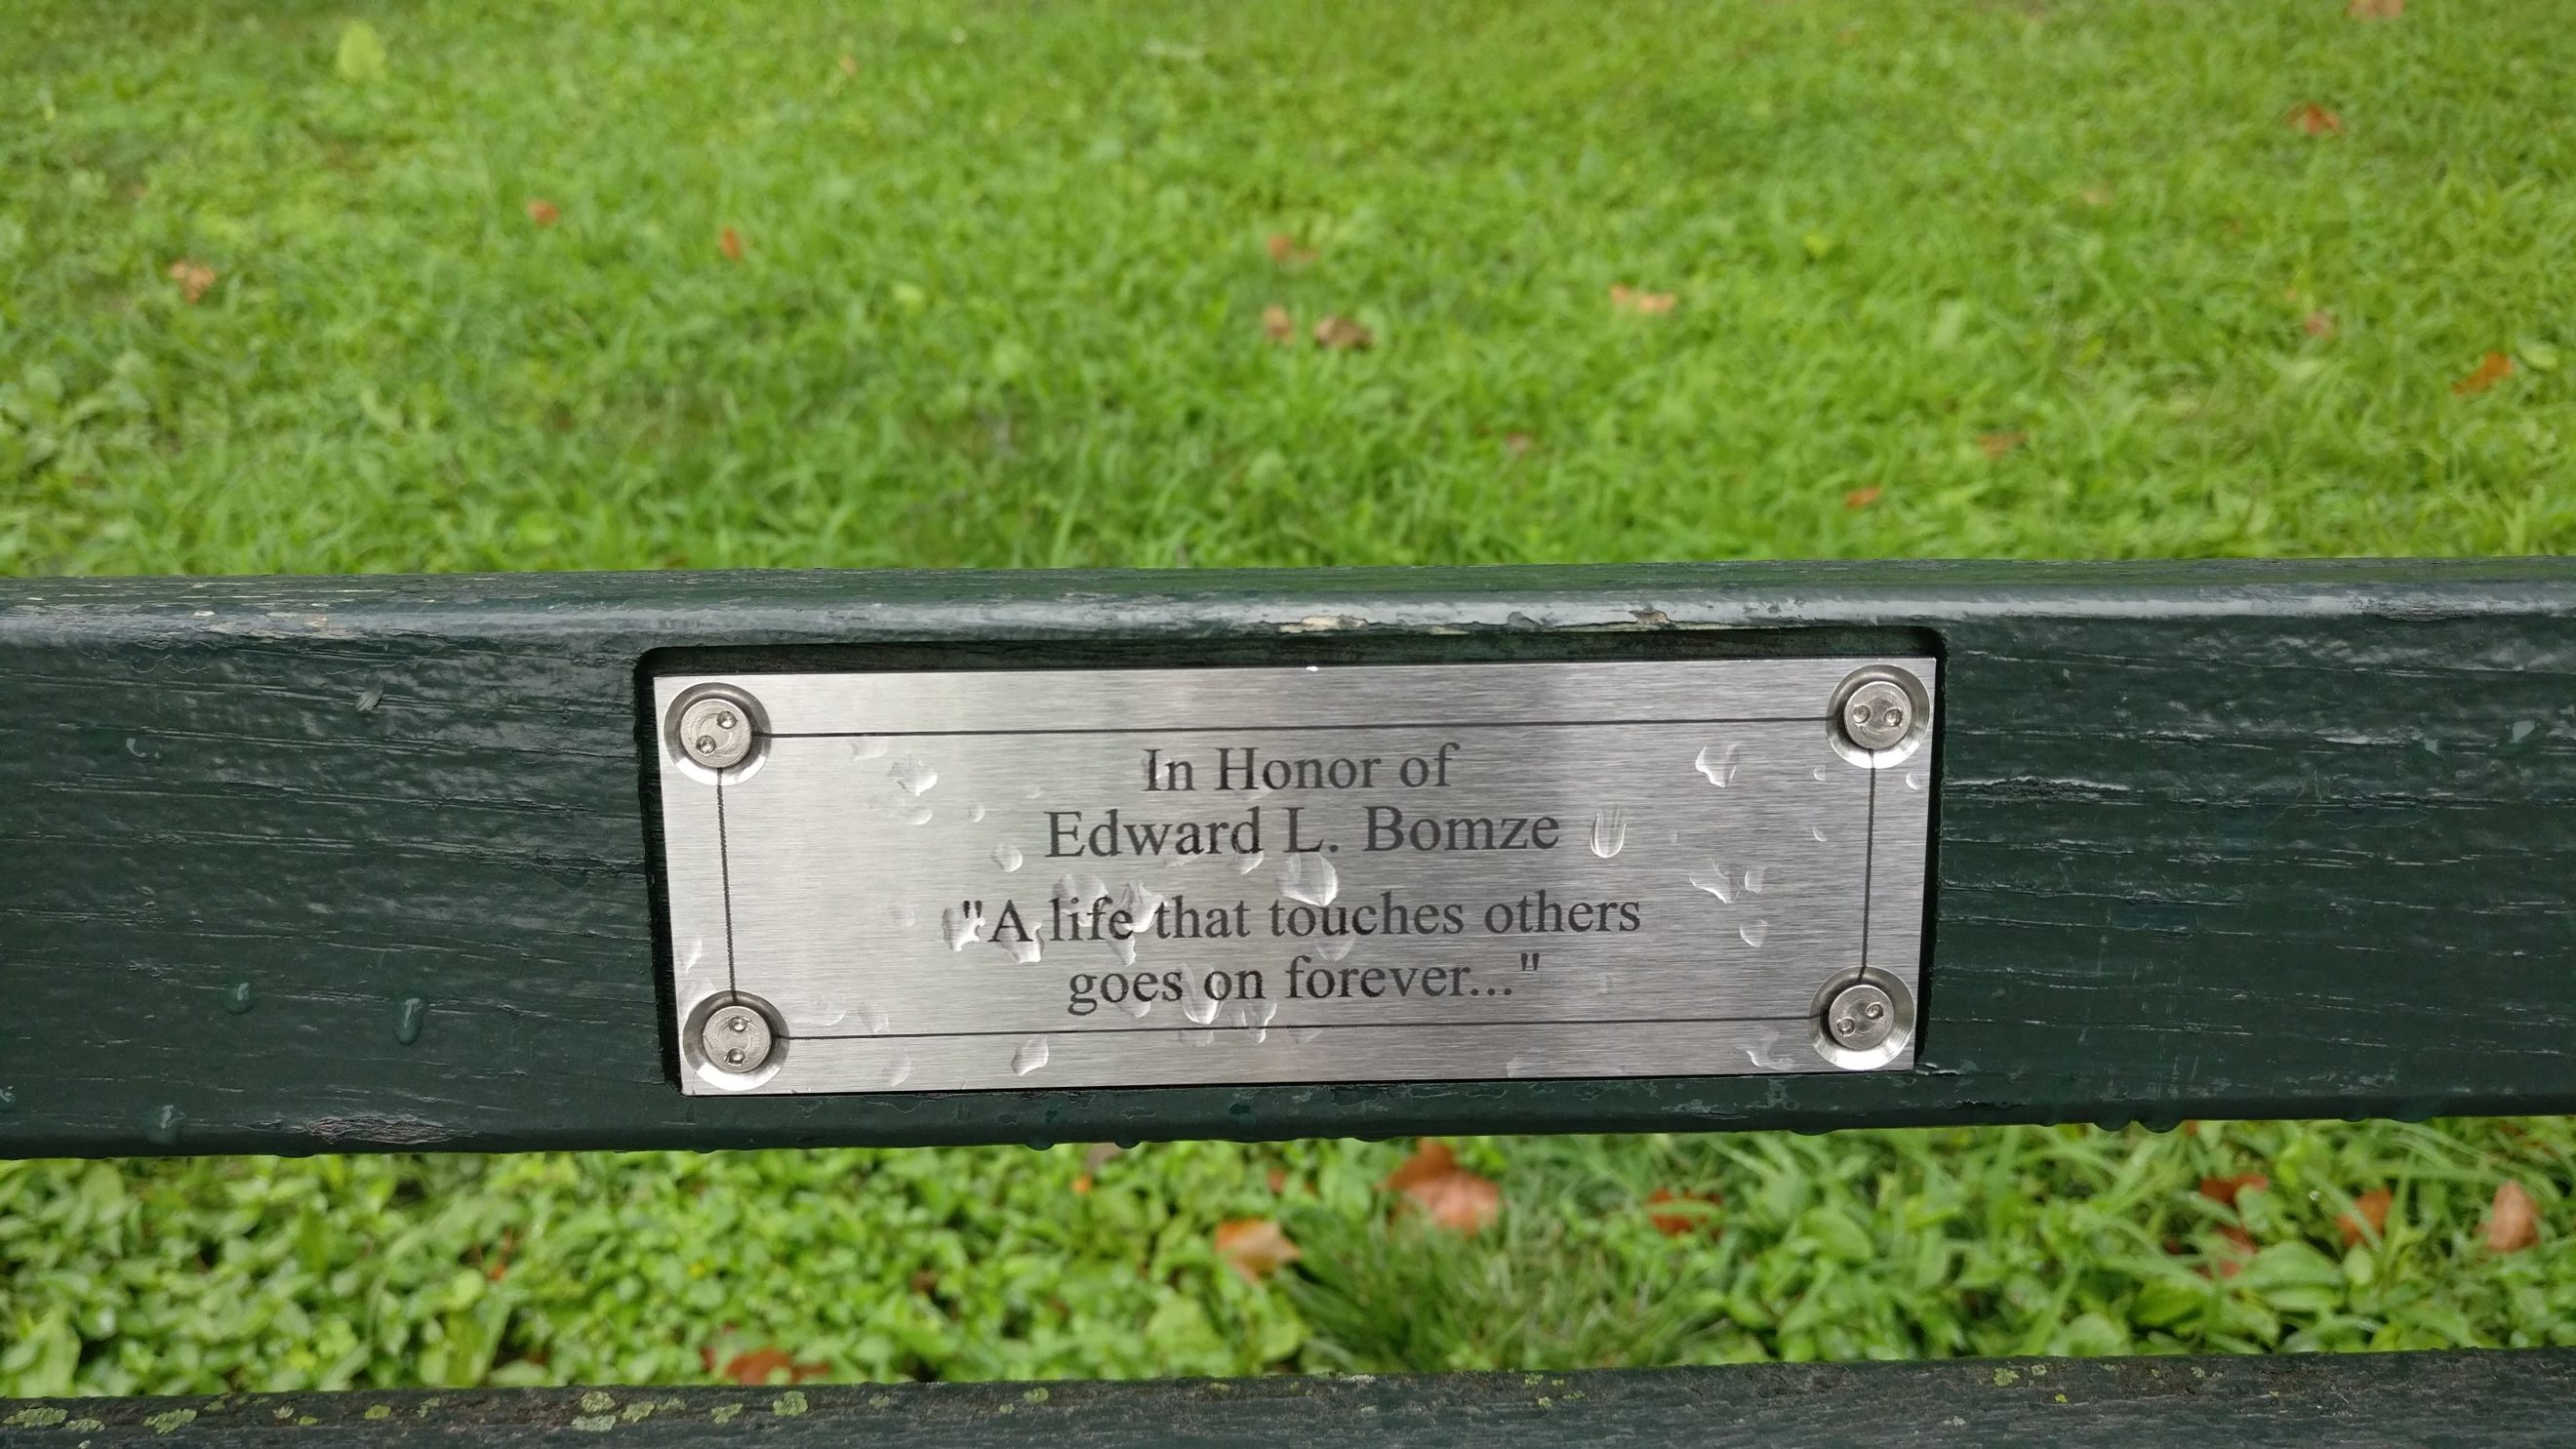 In Honor of
Edward L. Bomze
"A life that touches others
goes on forever..."